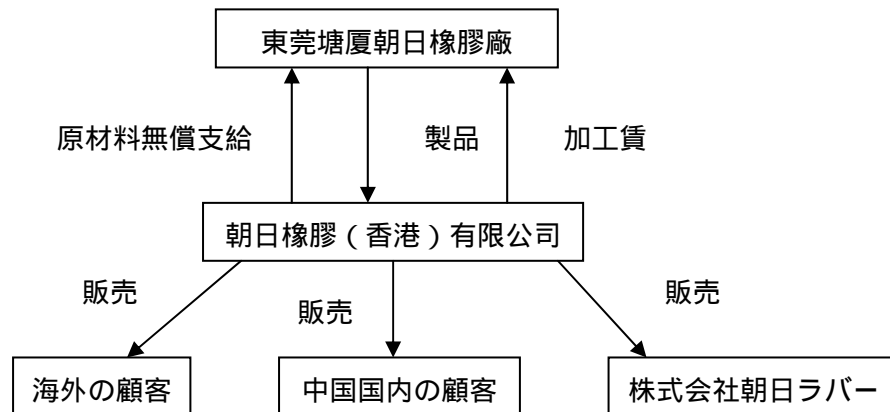 東莞塘厦朝日橡膠廠
原材料無償支給
製品
加工賃
朝日橡膠(香港)有限公司
販売
販売
販売
海外の顧客
中国国内の顧客
株式会社朝日ラバー